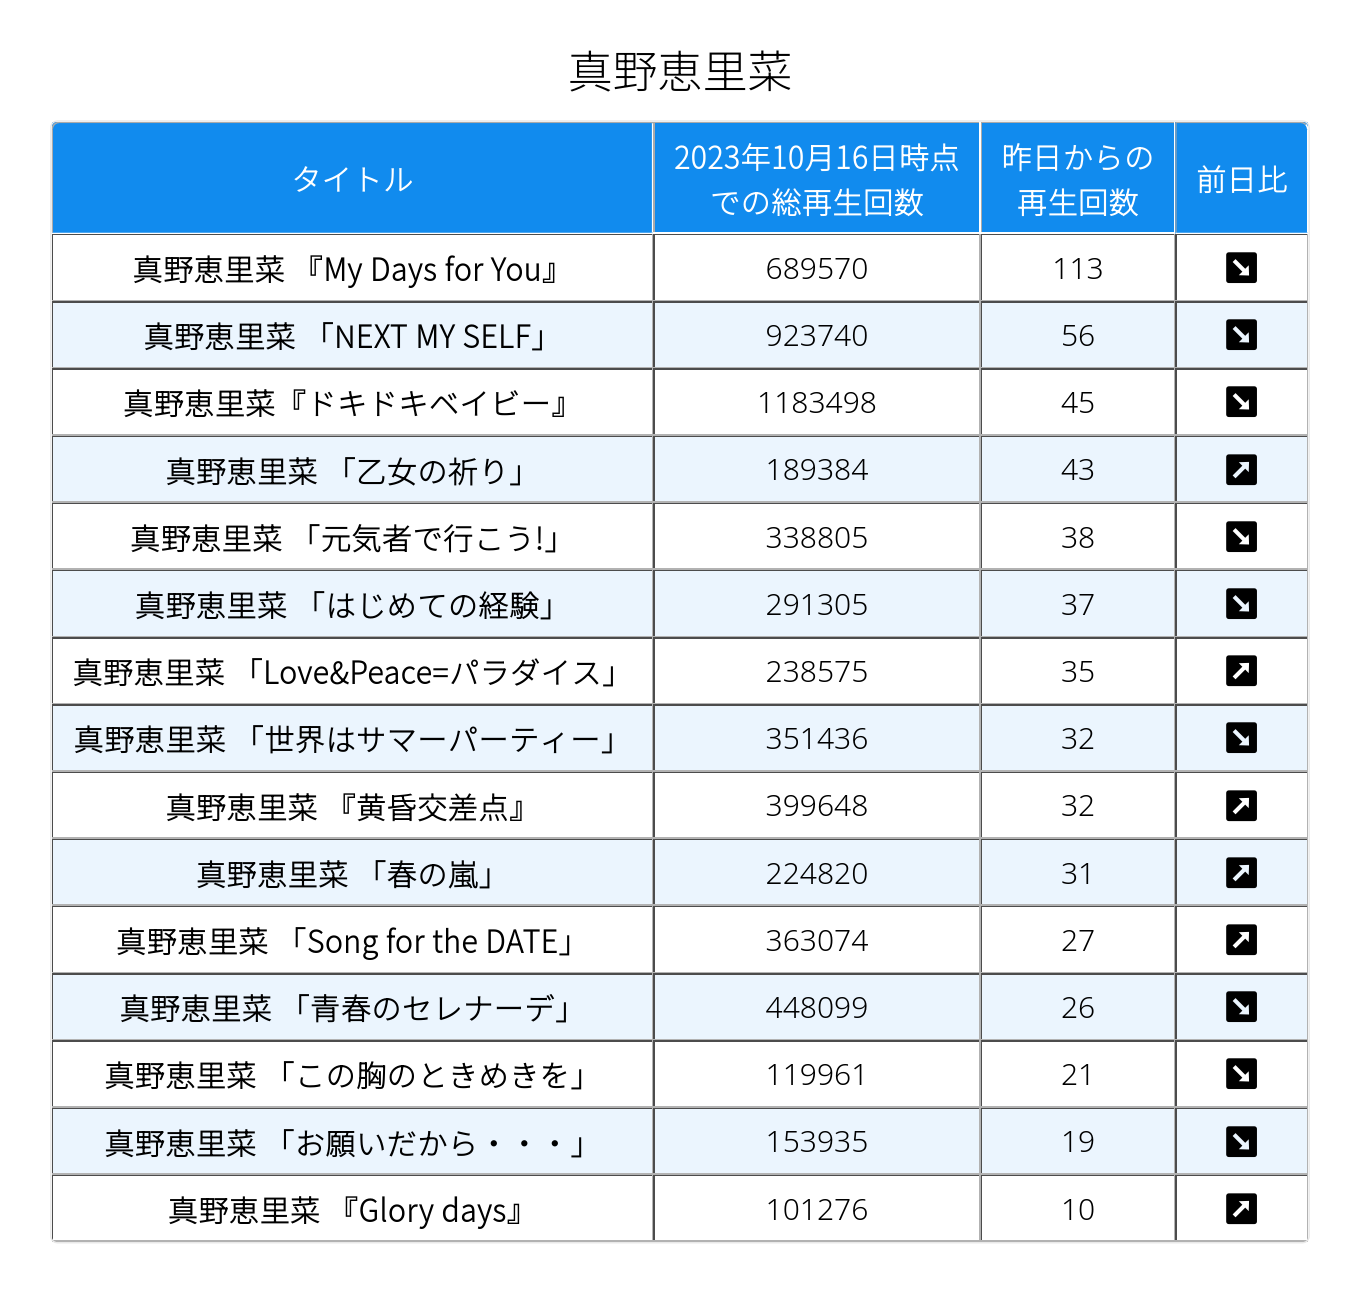 真野恵里菜
タイトル 2023年10月16日時点での総再生回数 昨日からの再生回数 前日比
真野恵里菜 『My Days for You』 689570 113 ↘
真野恵里菜 「NEXT MY SELF」 923740 56 ↘
真野恵里菜『ドキドキベイビー』 1183498 45 ↘
真野恵里菜 「乙女の祈り」 189384 43 ↗
真野恵里菜 「元気者で行こう!」 338805 38 ↘
真野恵里菜 「はじめての経験」 291305 37 ↘
真野恵里菜 「Love&Peace=パラダイス」 238575 35 ↗
真野恵里菜 「世界はサマーパーティー」 351436 32 ↘
真野恵里菜 『黄昏交差点』 399648 32 ↗
真野恵里菜 「春の嵐」 224820 31 ↗
真野恵里菜 「Song for the DATE」 363074 27 ↗
真野恵里菜 「青春のセレナーデ」 448099 26 ↘
真野恵里菜 「この胸のときめきを」 119961 21 ↘
真野恵里菜 「お願いだから・・・」 153935 19 ↘
真野恵里菜 『Glory days』 101276 10 ↗